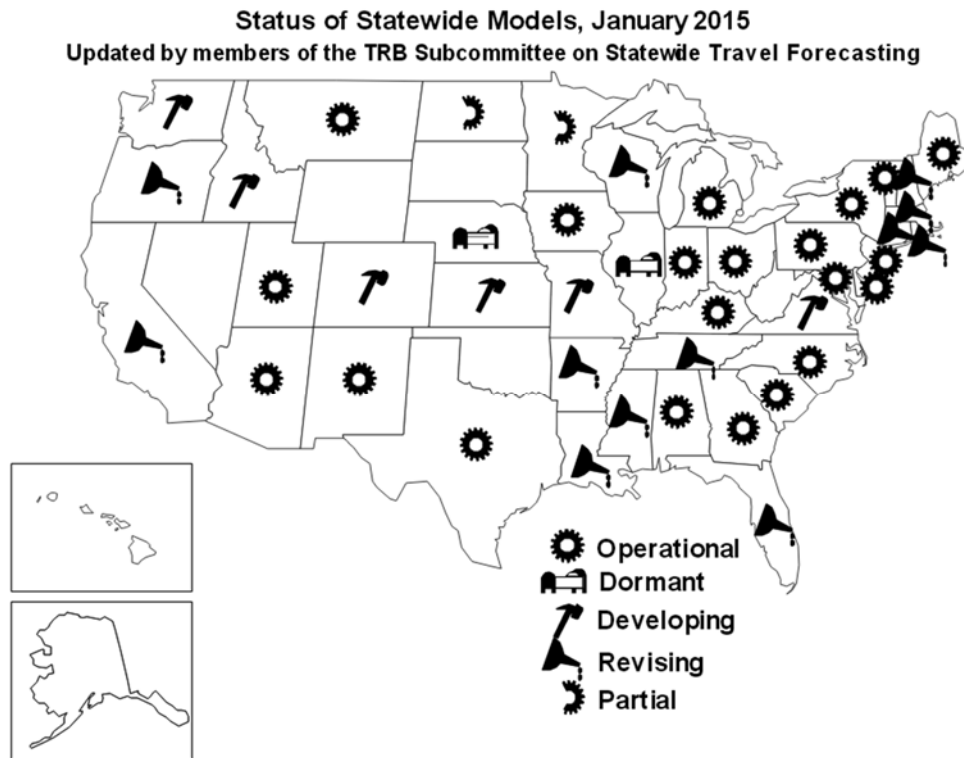 Status of Statewide Models, January 2015
Updated by members of the TRB Subcommittee on Statewide Travel Forecasting
Operational
Dormant
Developing
Revising
Partial